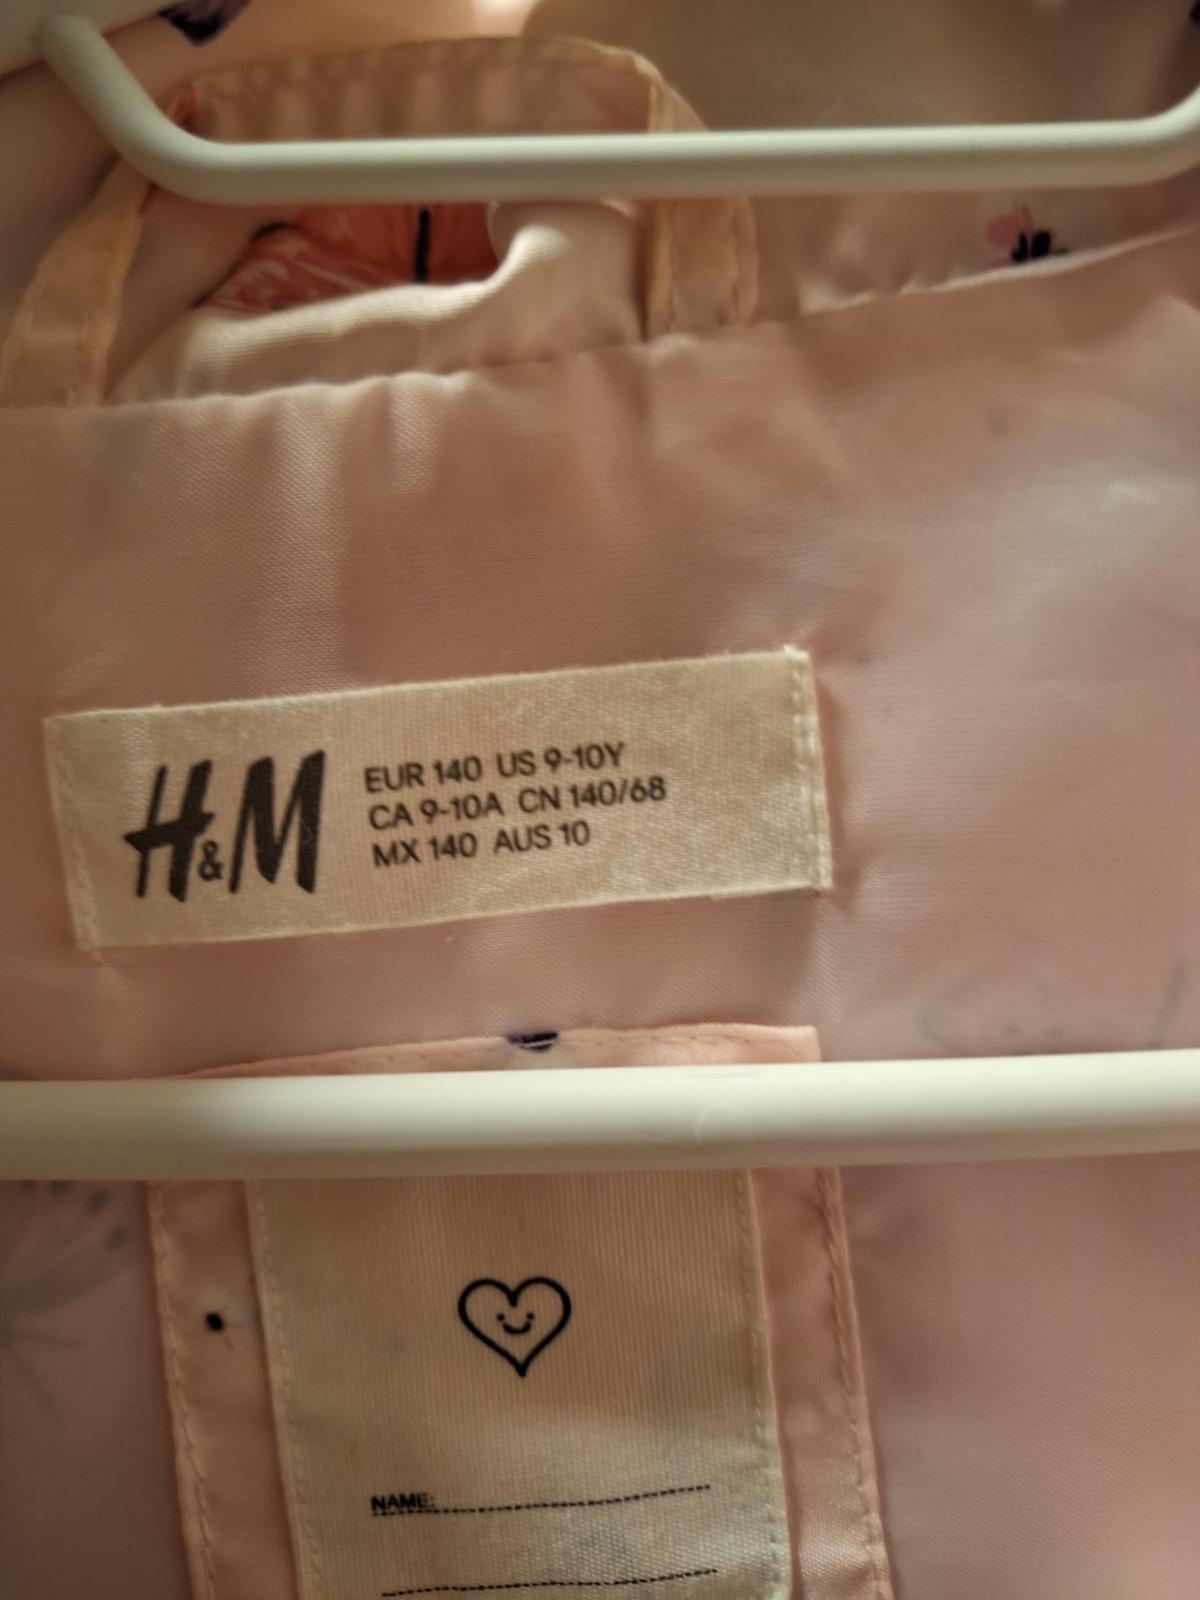 H&M
EUR 140 US 9-10Y
CA 9-10A CN 140/68
MX 140 AUS 10
NAME: